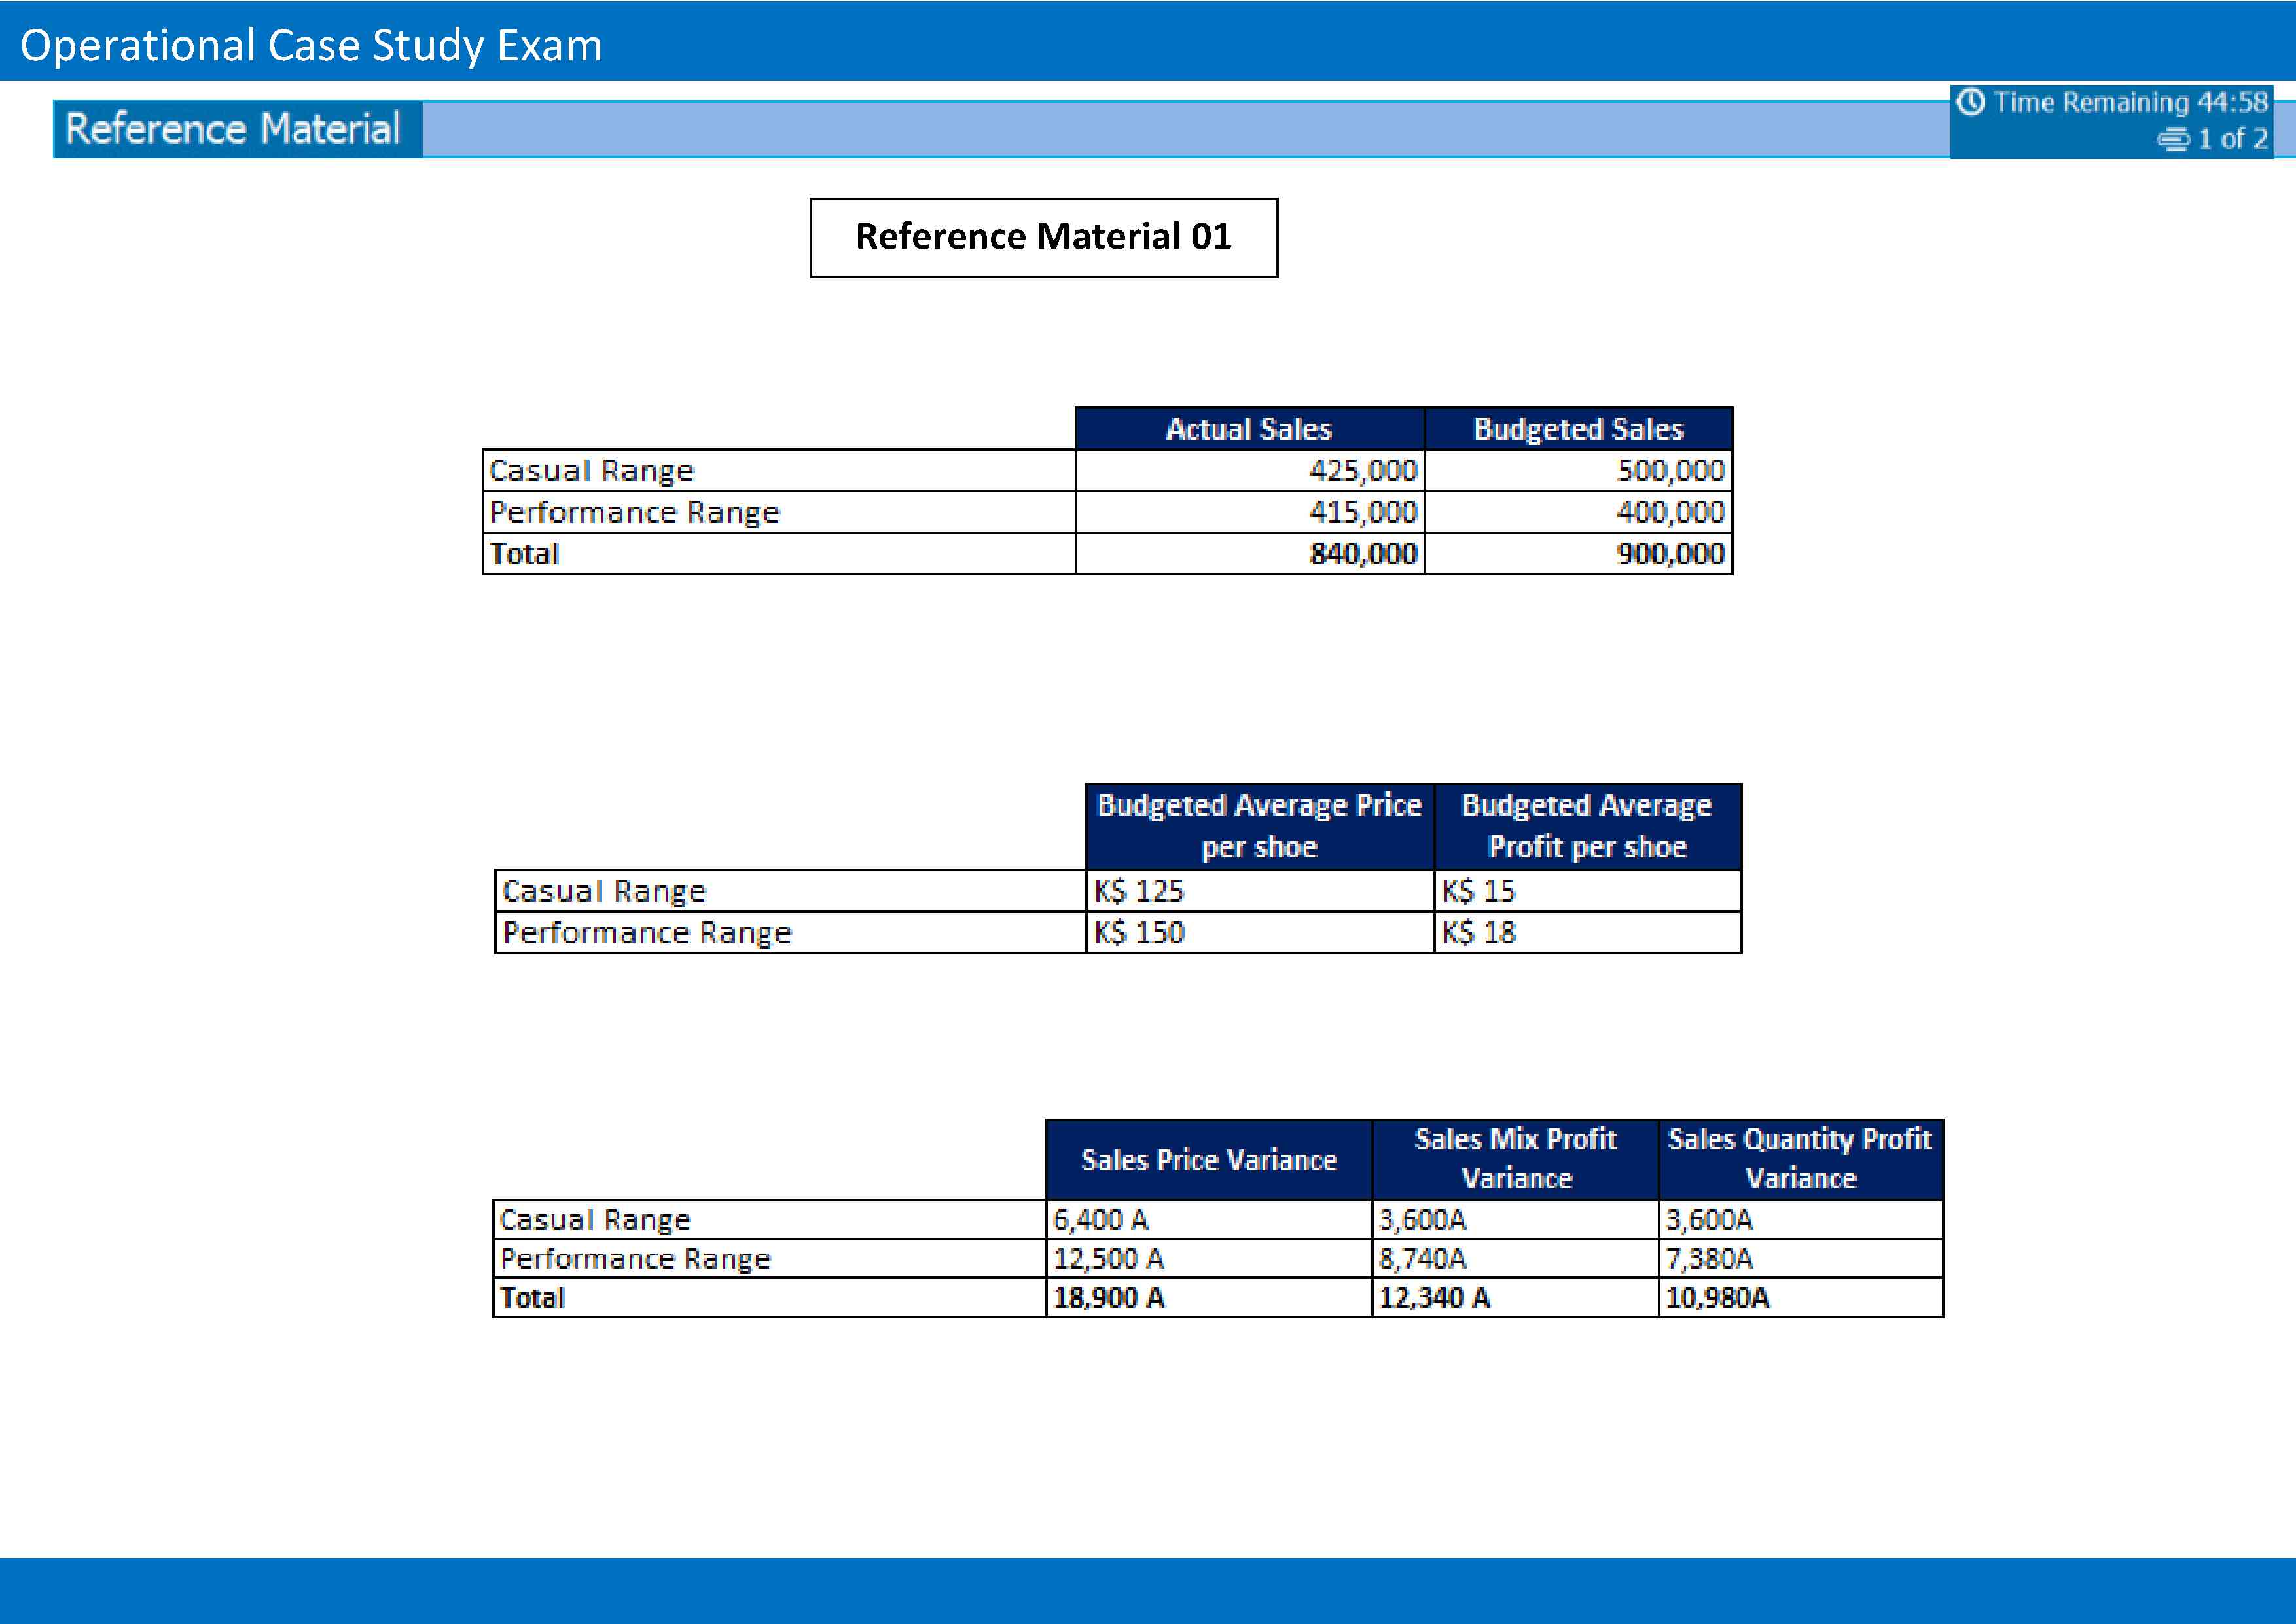 Operational Case Study Exam
Reference Material
Time Remaining 44:58
1 of 2
Reference Material 01
Actual Sales Budgeted Sales
Casual Range 425,000 500,000
Performance Range 415,000 400,000
Total 840,000 900,000
Budgeted Average Price per shoe Budgeted Average Profit per shoe
Casual Range K$ 125 K$ 15
Performance Range K$ 150 K$ 18
Sales Price Variance Sales Mix Profit Variance Sales Quantity Profit Variance
Casual Range 6,400 A 3,600A 3,600A
Performance Range 12,500 A 8,740A 7,380A
Total 18,900 A 12,340 A 10,980A